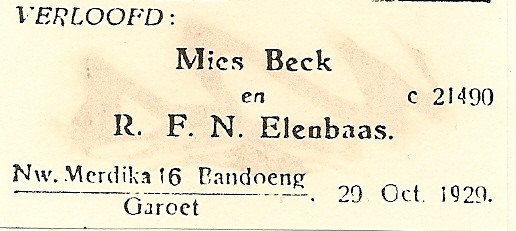 VERLOOFD:
Mies Beck
en c 21490
R. F. N. Elenbaas.
Nw. Merdika 16 Bandoeng
Garoet . 29 Oct. 1929.